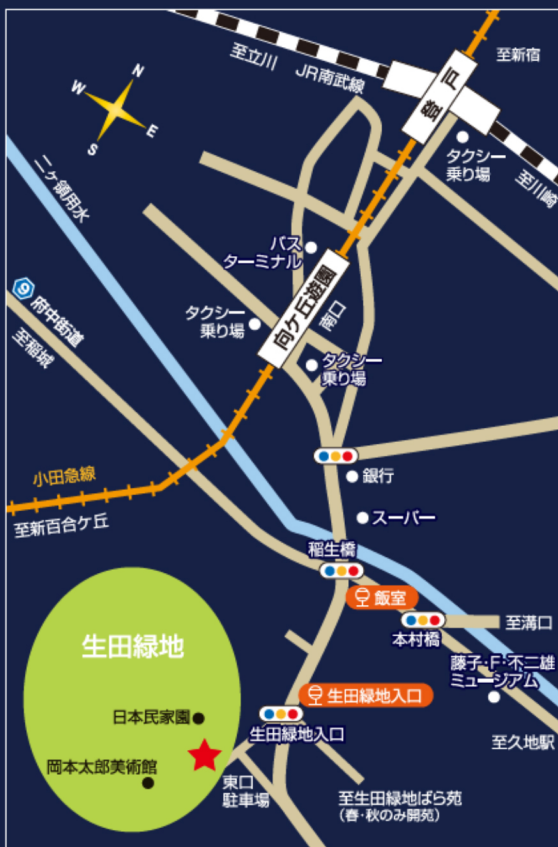 至新宿
至立川
JR南武線
登戸
N
W
E
S
タクシー
乗り場
至川崎
二ヶ領用水
バス
ターミナル
向ケ丘遊園
南口
9
府中街道
至稲城
タクシー
乗り場
タクシー
乗り場
小田急線
至新百合ケ丘
銀行
スーパー
稲生橋
飯室
本村橋
至溝口
藤子・F・不二雄
ミュージアム
至久地駅
生田緑地
日本民家園
岡本太郎美術館
生田緑地入口
生田緑地入口
東口
駐車場
至生田緑地ばら苑
(春・秋のみ開苑)